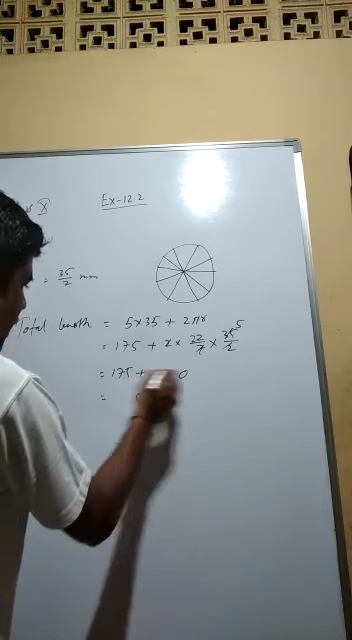 X Ex-12.2
= 35/2 mm
Total length = 5×35 + 2πr
= 175 + 2 × 22/7 × 35/2 5
= 175 + 0
=